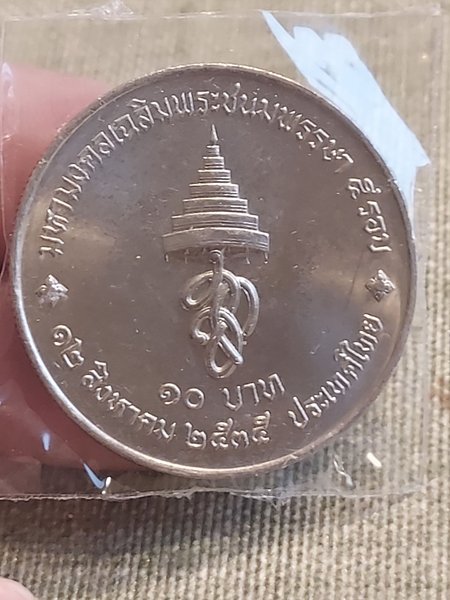 มหามงคลเฉลิมพระชนมพรรษา ๕ รอบ
๑๐ บาท
๑๒ สิงหาคม ๒๕๓๕ ประเทศไทย